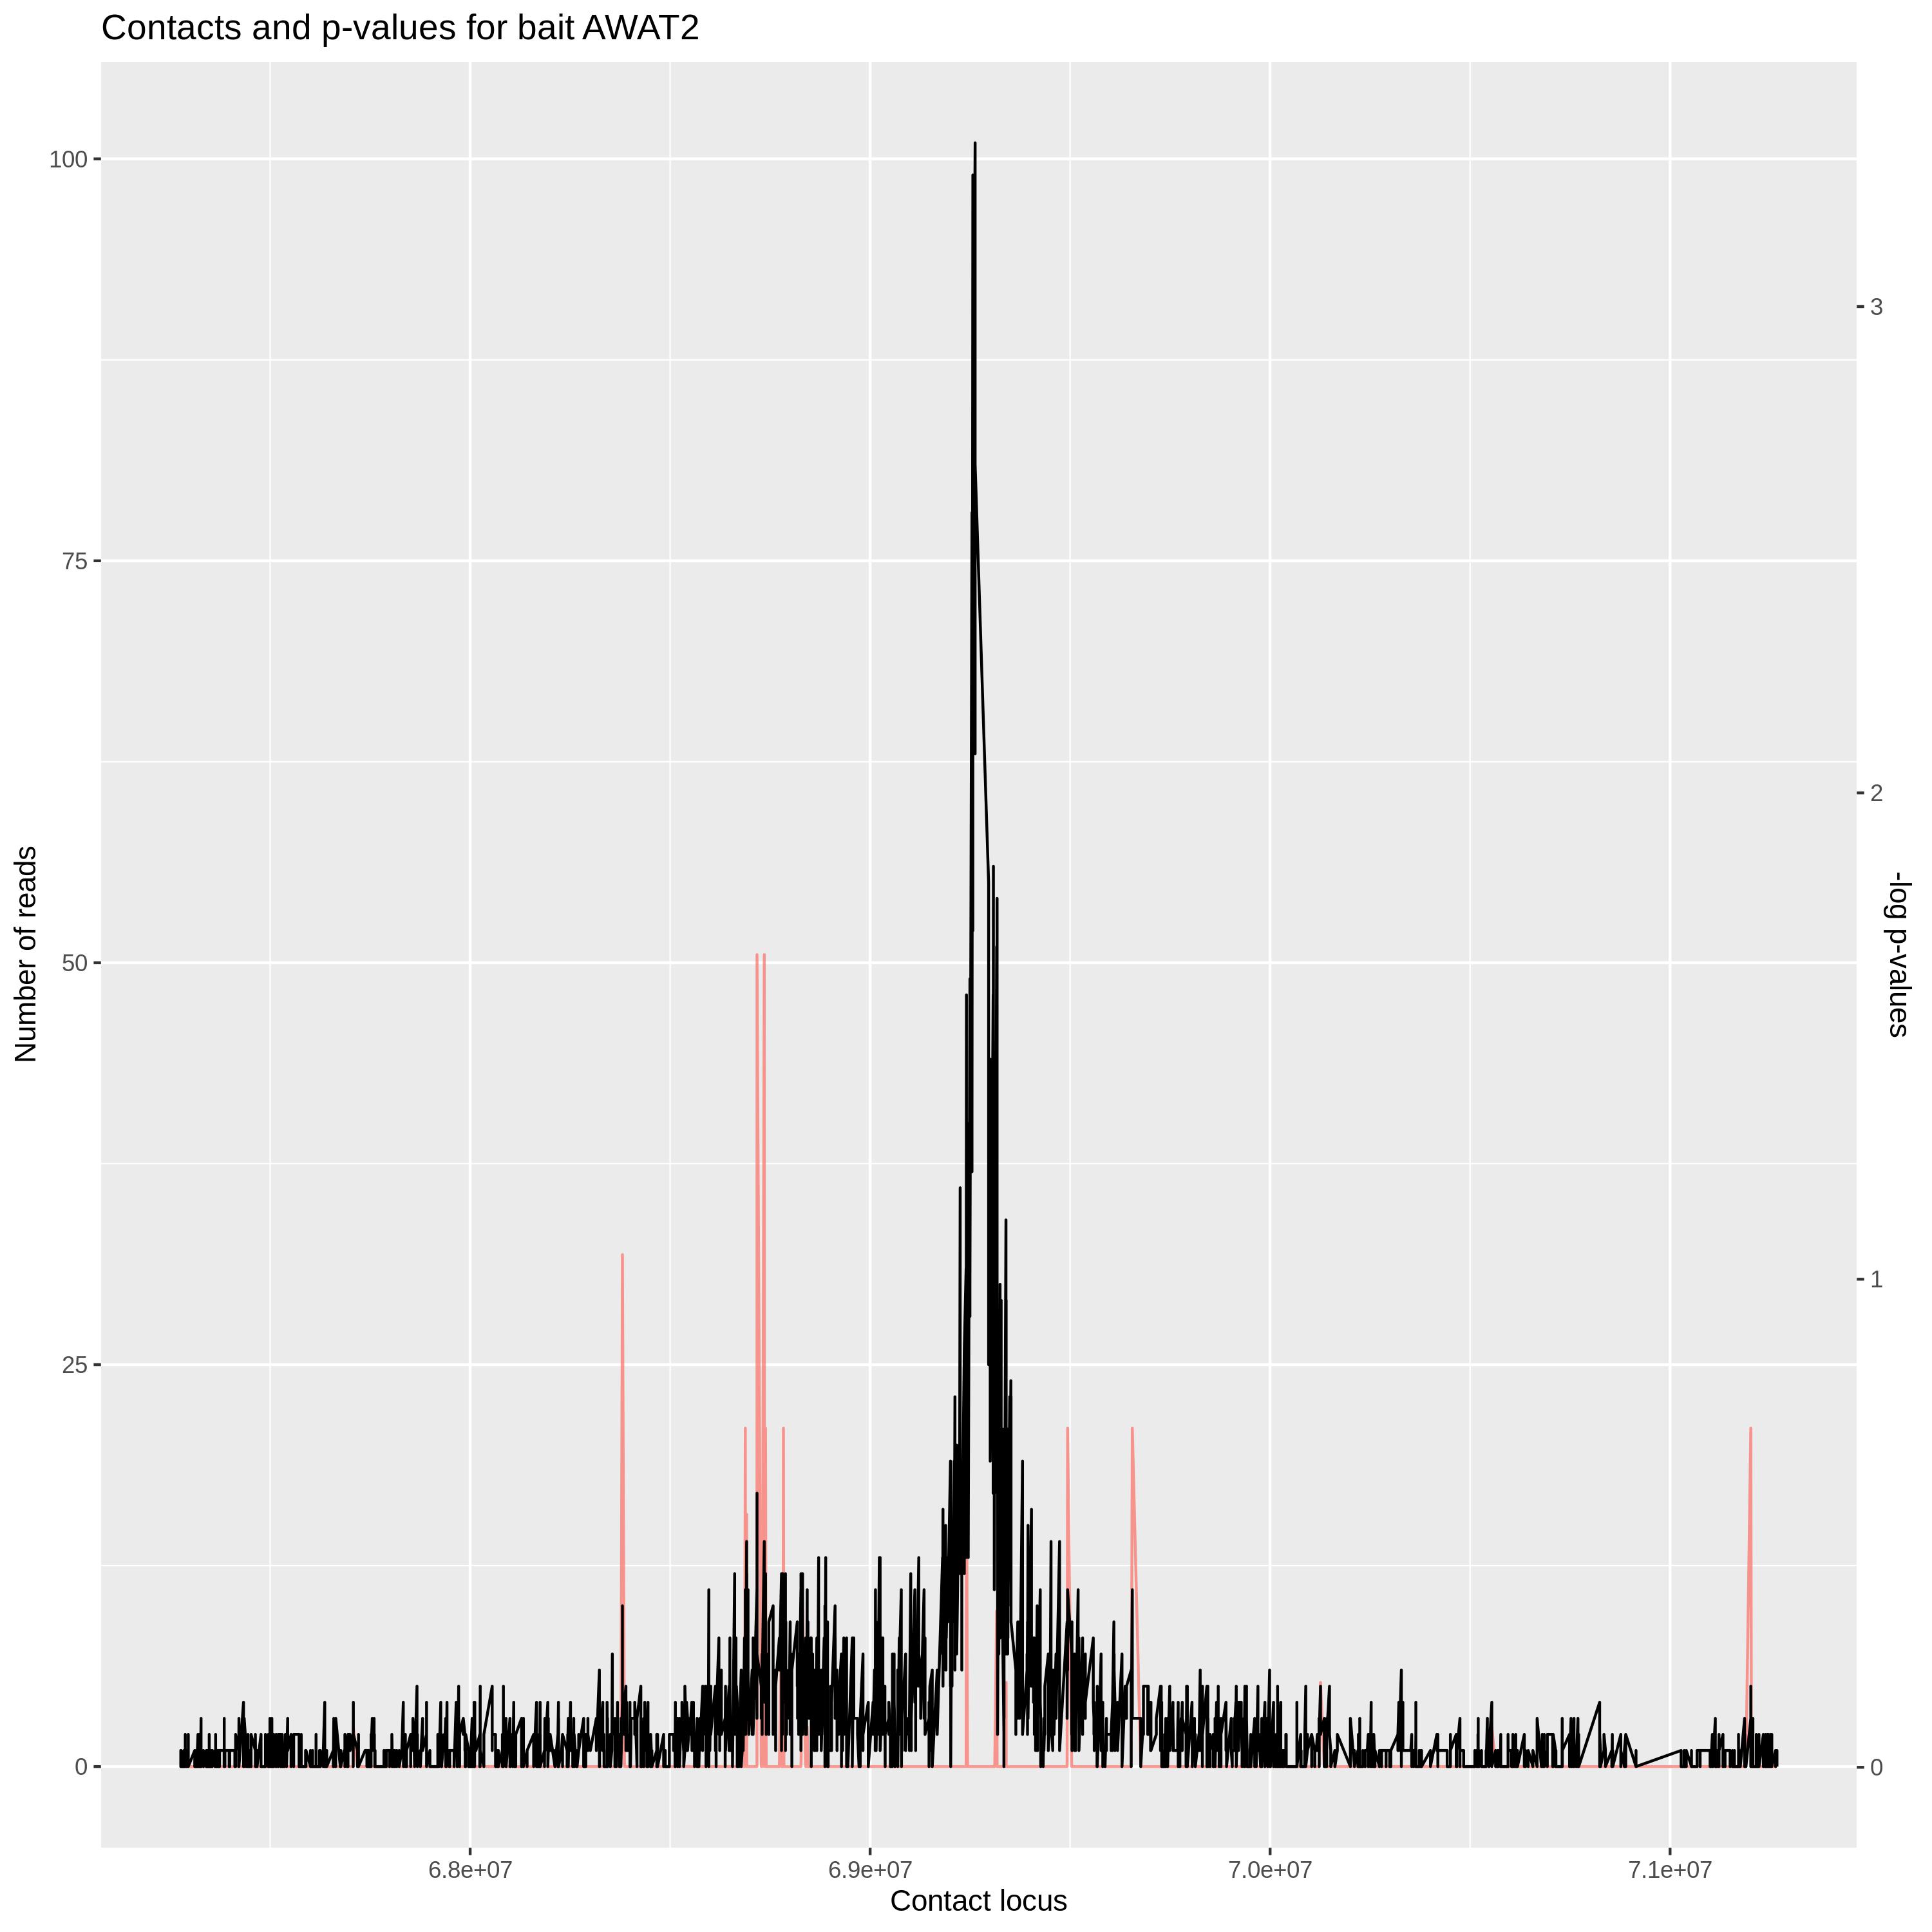 Contacts and p-values for bait AWAT2
100
75
50
25
0
Number of reads
3
2
1
0
-log p-values
6.8e+07
6.9e+07
7.0e+07
7.1e+07
Contact locus